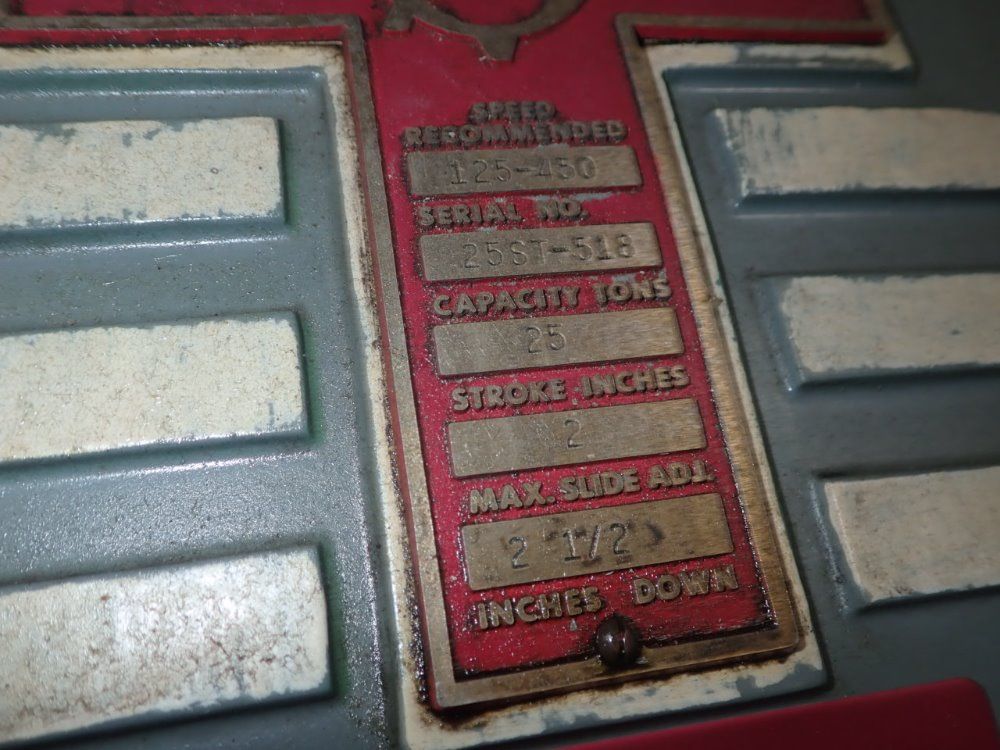 SPEED
RECOMMENDED
125-450
SERIAL NO.
25ST-518
CAPACITY TONS
25
STROKE INCHES
2
MAX. SLIDE ADJ.
2 1/2
INCHES DOWN